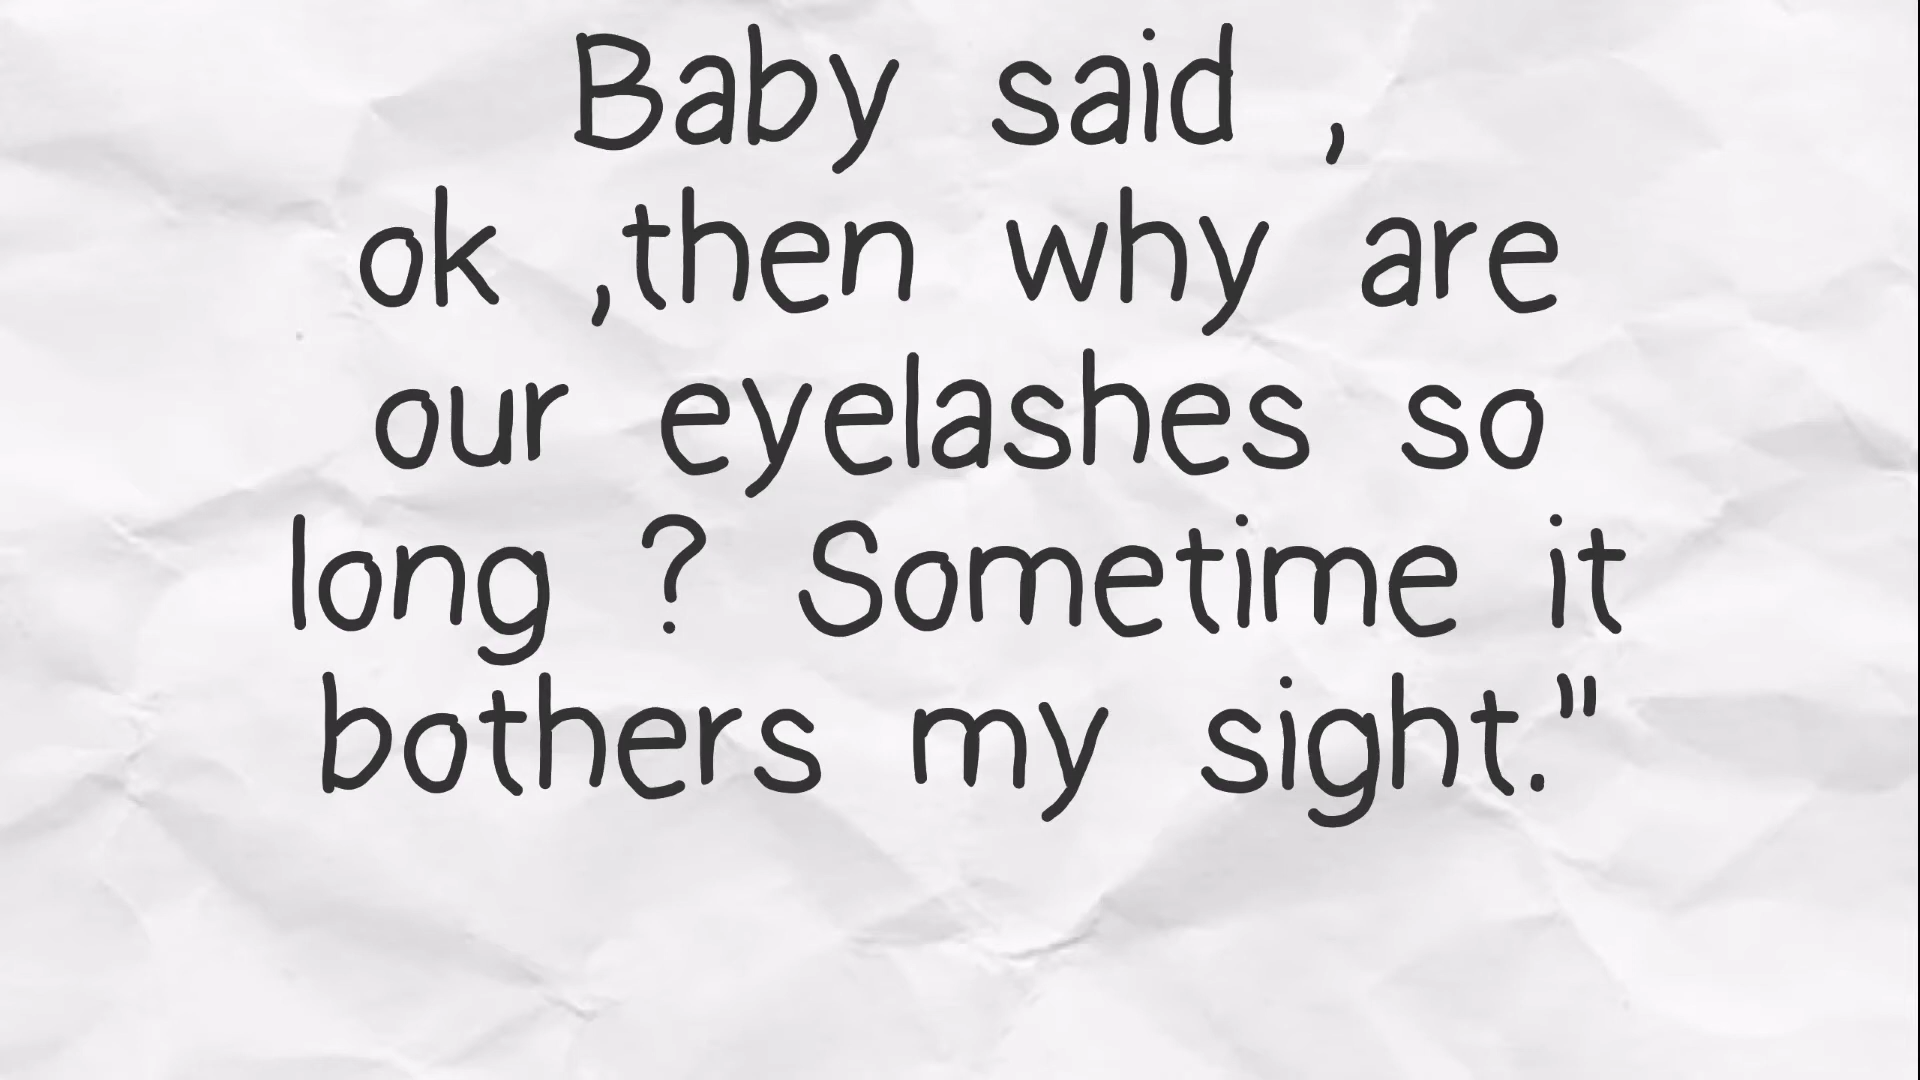 Baby said ,
ok ,then why are
our eyelashes so
long ? Sometime it
bothers my sight."